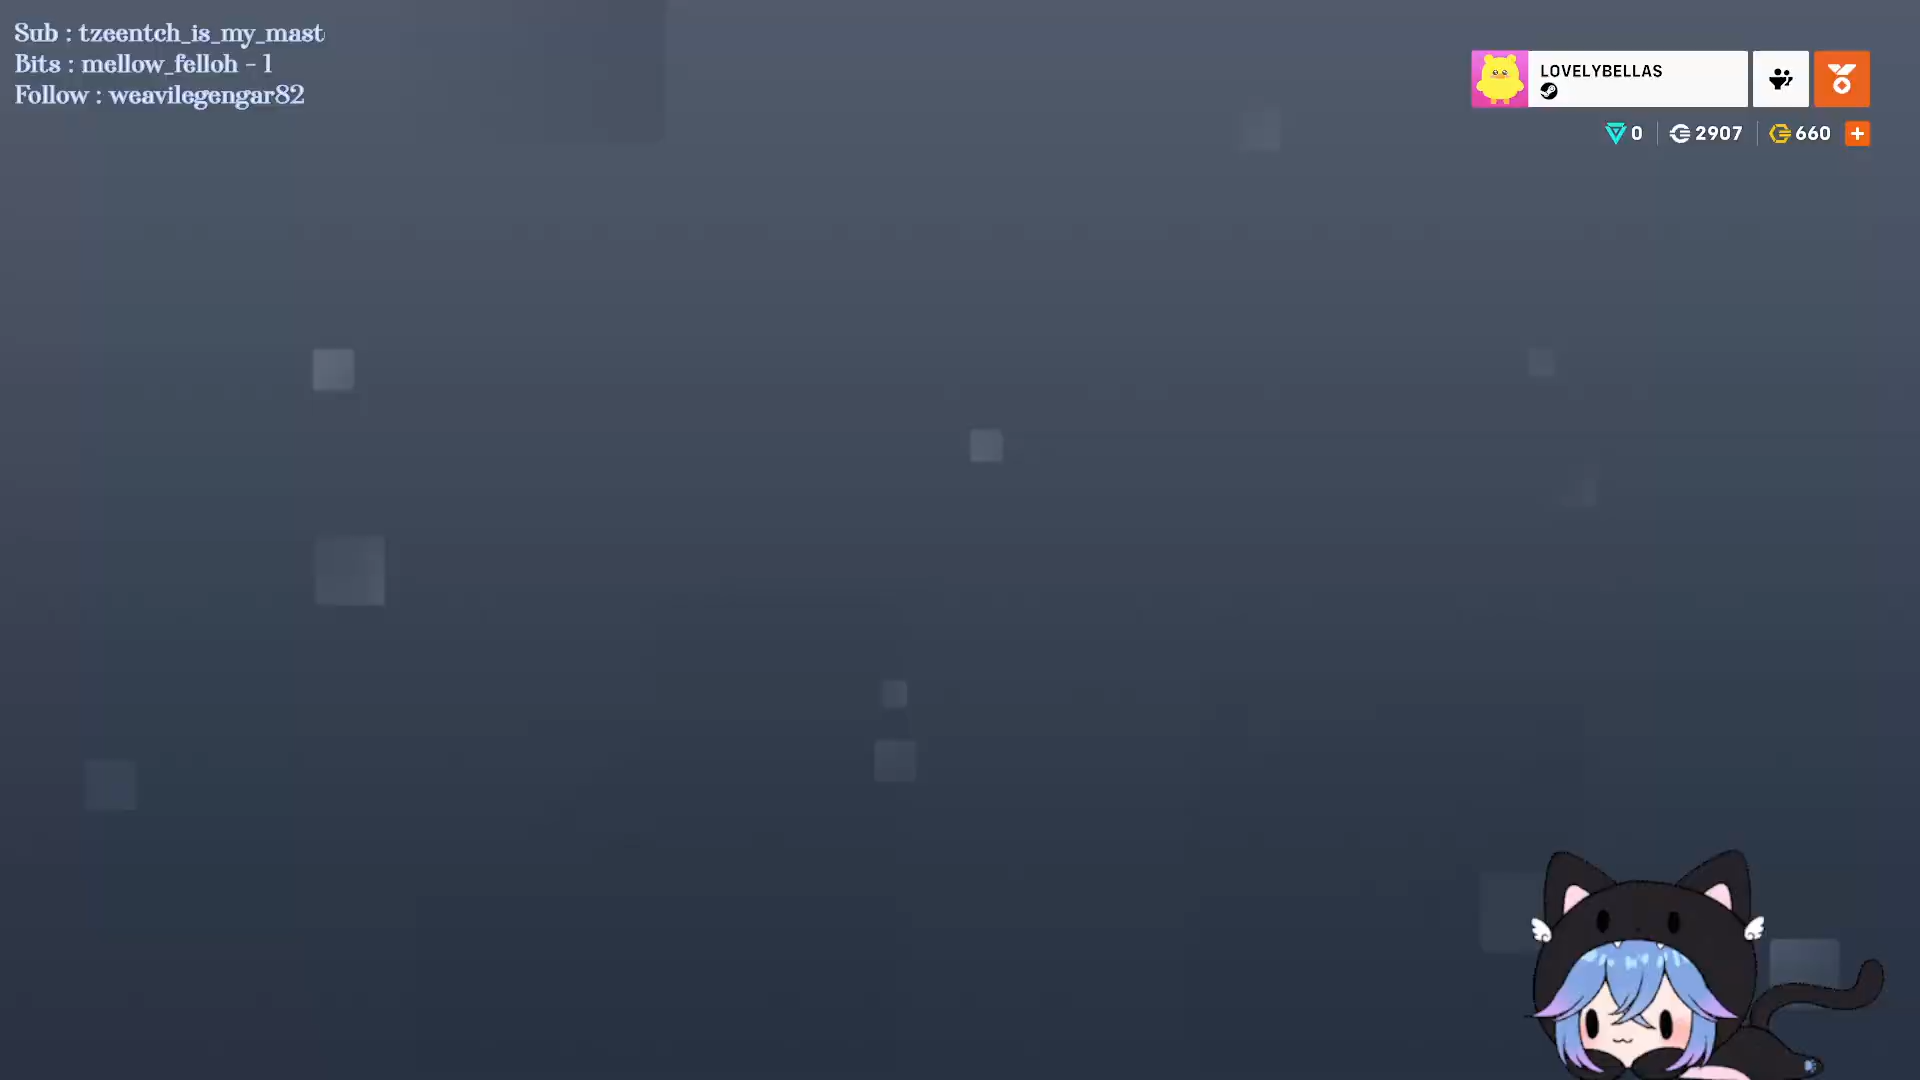 Sub : tzeentch_is_my_mast
Bits : mellow_felloh - 1
Follow : weavilegengar82
LOVELYBELLAS
0 2907 660